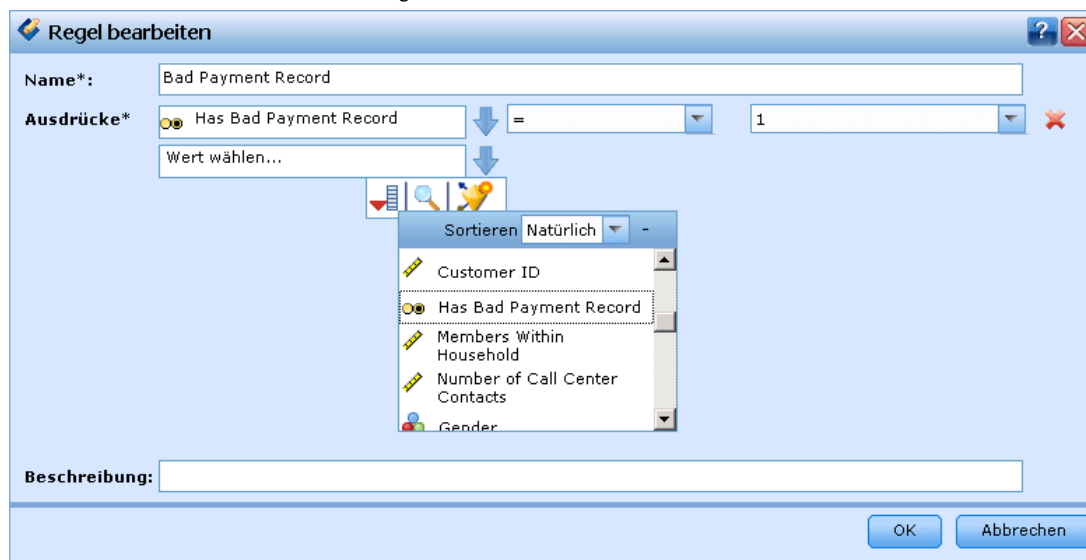 Regel bearbeiten
?
Name*:
Bad Payment Record
Ausdrücke*
Has Bad Payment Record
=
1
Wert wählen...
Sortieren Natürlich -
Customer ID
Has Bad Payment Record
Members Within
Household
Number of Call Center
Contacts
Gender
Beschreibung:
OK
Abbrechen